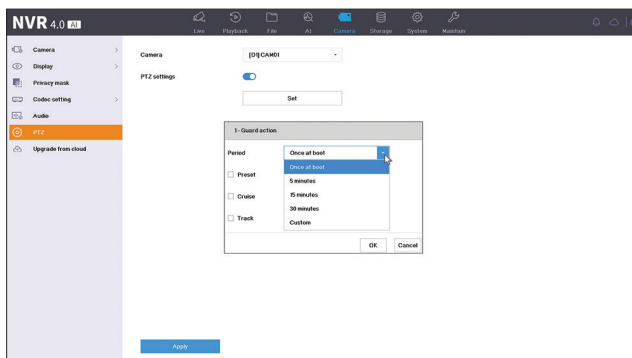 NVR 4.0 AI
Live Playback File AI Camera Storage System Maintain
Camera
Display
Privacy mask
Codec setting
Audio
PTZ
Upgrade from cloud
Camera [D1]CAM01
PTZ settings
Set
1- Guard action
Period Once at boot
Once at boot
5 minutes
15 minutes
30 minutes
Custom
Preset
Cruise
Track
OK Cancel
Apply